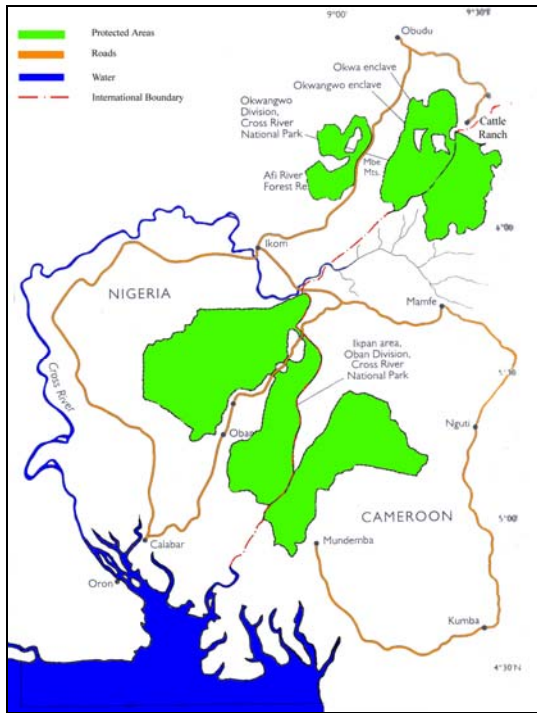 9°00'
9°30'E
Protected Areas
Roads
Water
International Boundary
Obudu
Okwa enclave
Okwangwo enclave
Okwangwo
Division,
Cross River
National Park
Cattle
Ranch
Mbe
Mts.
Afi River
Forest Re
6°00
Ikom
NIGERIA
Mamfe
Ikpan area,
Oban Division,
Cross River
National Park
Cross River
Oban
Nguti
CAMEROON
5°00'
Calabar
Mundemba
Oron
Kumba
4°30'N